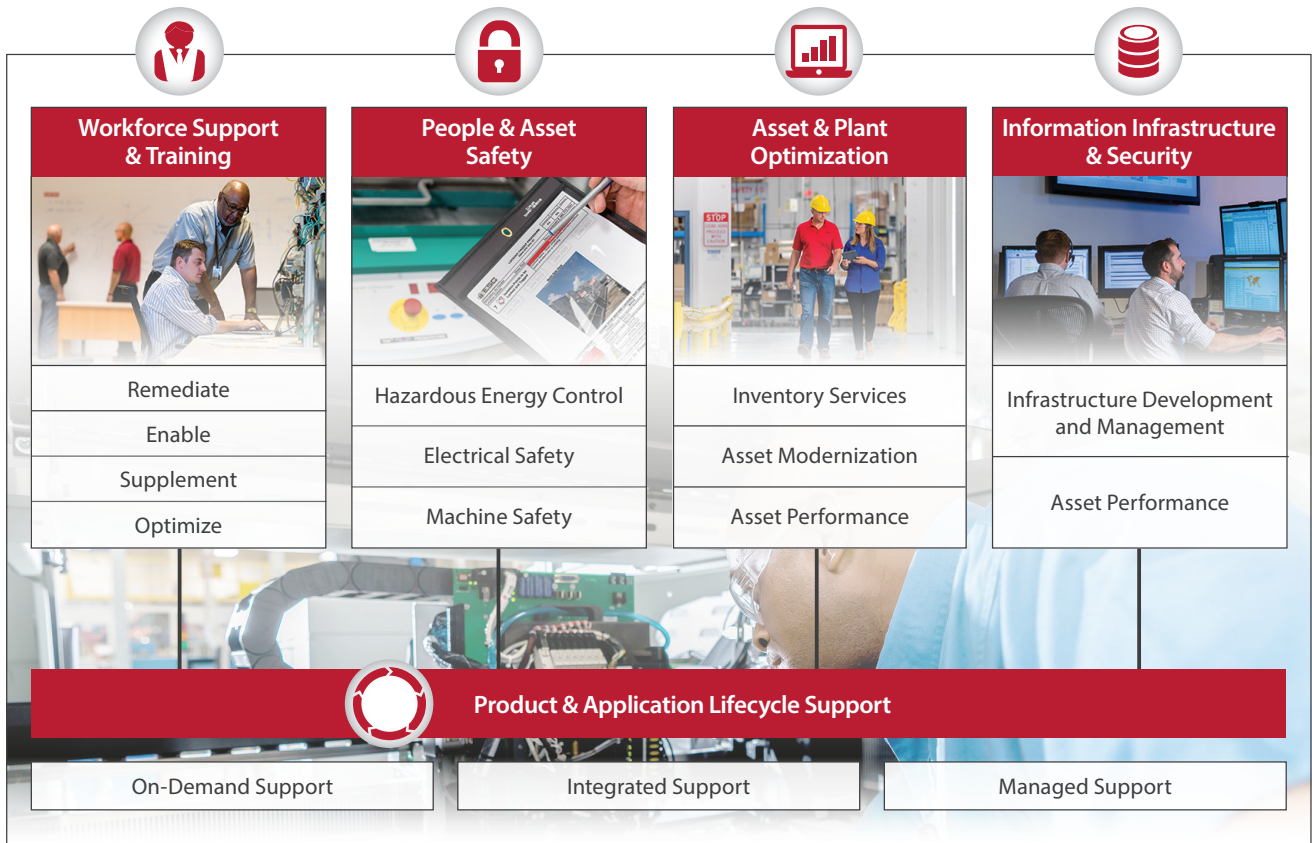 Workforce Support
& Training
People & Asset
Safety
Asset & Plant
Optimization
Information Infrastructure
& Security
STOP
Remediate
Enable
Supplement
Optimize
Hazardous Energy Control
Electrical Safety
Machine Safety
Inventory Services
Asset Modernization
Asset Performance
Infrastructure Development
and Management
Asset Performance
Product & Application Lifecycle Support
On-Demand Support
Integrated Support
Managed Support